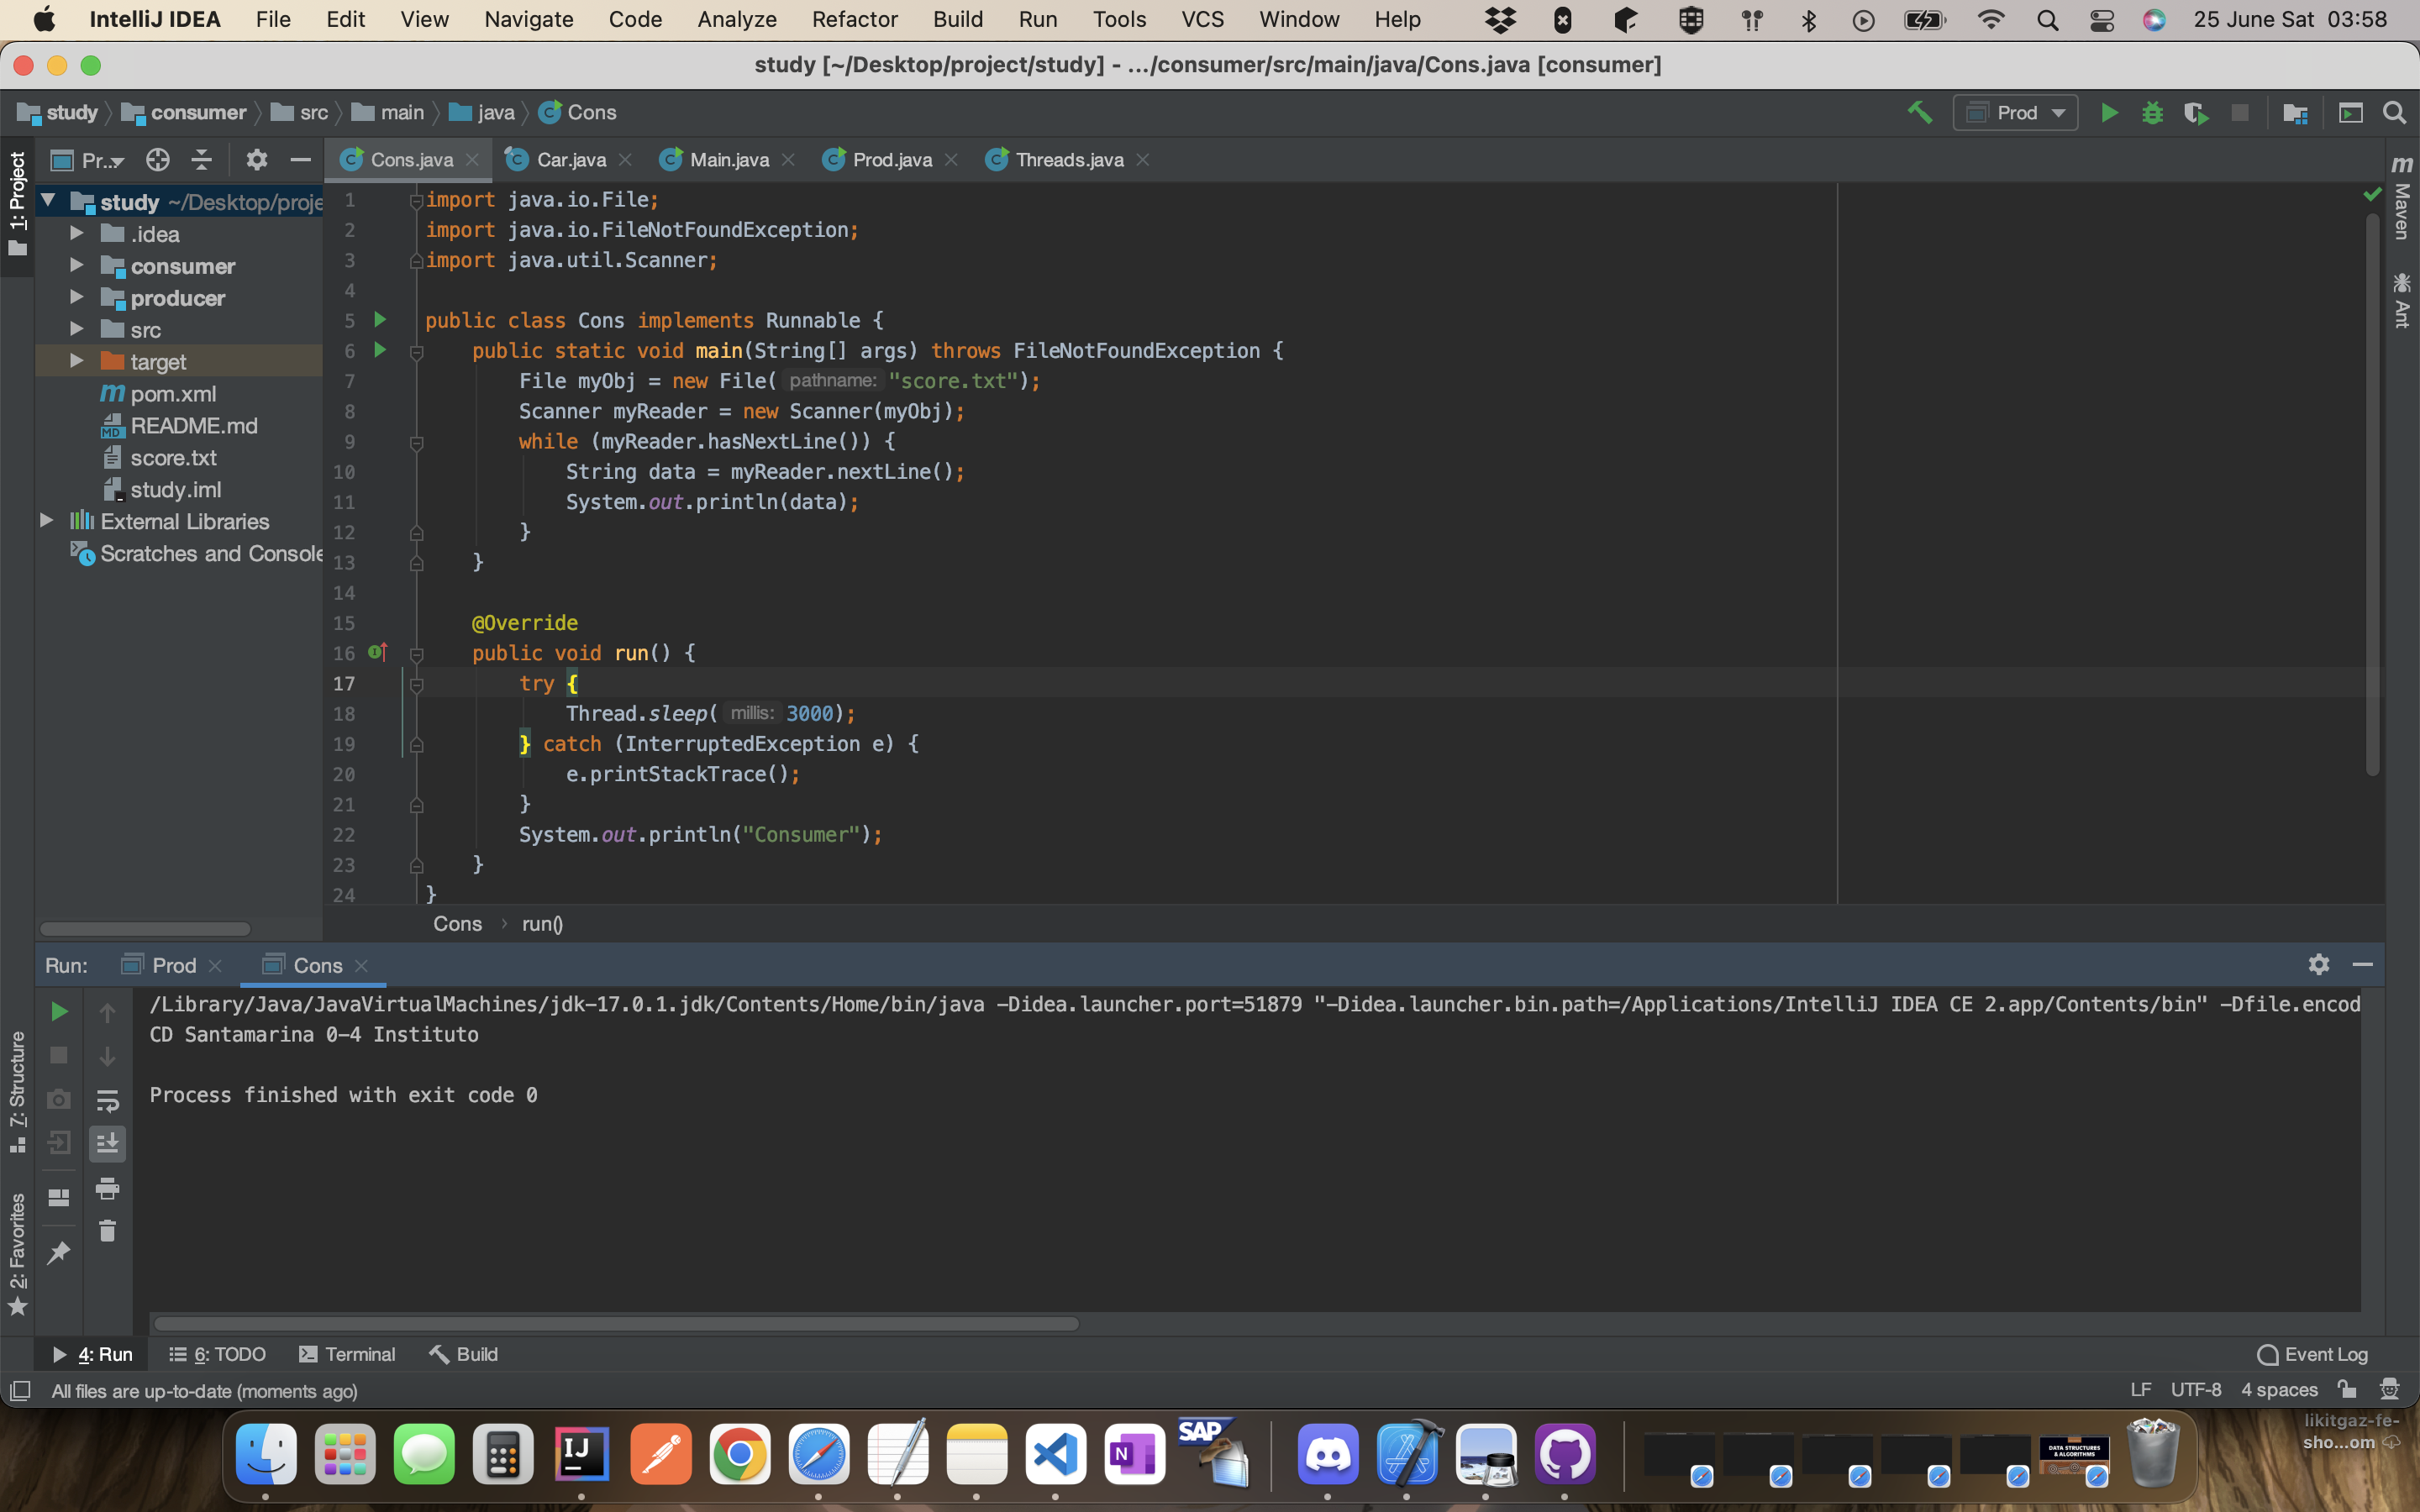 IntelliJ IDEA File Edit View Navigate Code Analyze Refactor Build Run Tools VCS Window Help 25 June Sat 03:58
study [~/Desktop/project/study] - .../consumer/src/main/java/Cons.java [consumer]
study consumer src main java Cons Prod
1: Project
Pr...
Cons.java Car.java Main.java Prod.java Threads.java
study ~/Desktop/proje
.idea
consumer
producer
src
target
pom.xml
README.md
score.txt
study.iml
External Libraries
Scratches and Console
1 import java.io.File;
2 import java.io.FileNotFoundException;
3 import java.util.Scanner;
4
5 public class Cons implements Runnable {
6 public static void main(String[] args) throws FileNotFoundException {
7 File myObj = new File( pathname: "score.txt");
8 Scanner myReader = new Scanner(myObj);
9 while (myReader.hasNextLine()) {
10 String data = myReader.nextLine();
11 System.out.println(data);
12 }
13 }
14
15 @Override
16 public void run() {
17 try {
18 Thread.sleep( millis: 3000);
19 } catch (InterruptedException e) {
20 e.printStackTrace();
21 }
22 System.out.println("Consumer");
23 }
24 }
Cons › run()
Maven
Ant
Run: Prod Cons
/Library/Java/JavaVirtualMachines/jdk-17.0.1.jdk/Contents/Home/bin/java -Didea.launcher.port=51879 "-Didea.launcher.bin.path=/Applications/IntelliJ IDEA CE 2.app/Contents/bin" -Dfile.encod
CD Santamarina 0-4 Instituto
Process finished with exit code 0
7: Structure
2: Favorites
4: Run 6: TODO Terminal Build Event Log
All files are up-to-date (moments ago) LF UTF-8 4 spaces
likitgaz-fe-
sho...om
IJ
N
SAP
DATA STRUCTURES
& ALGORITHMS